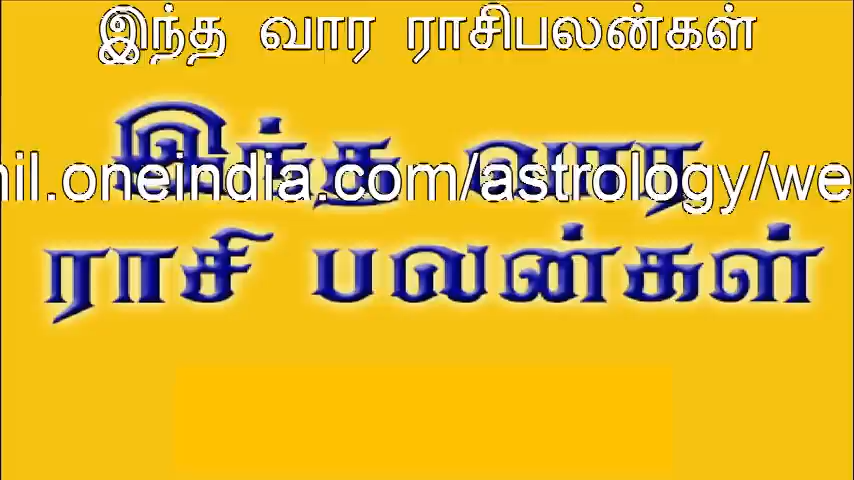 இந்த வார ராசிபலன்கள்
இந்த வார
il.oneindia.com/astrology/we
ராசி பலன்கள்